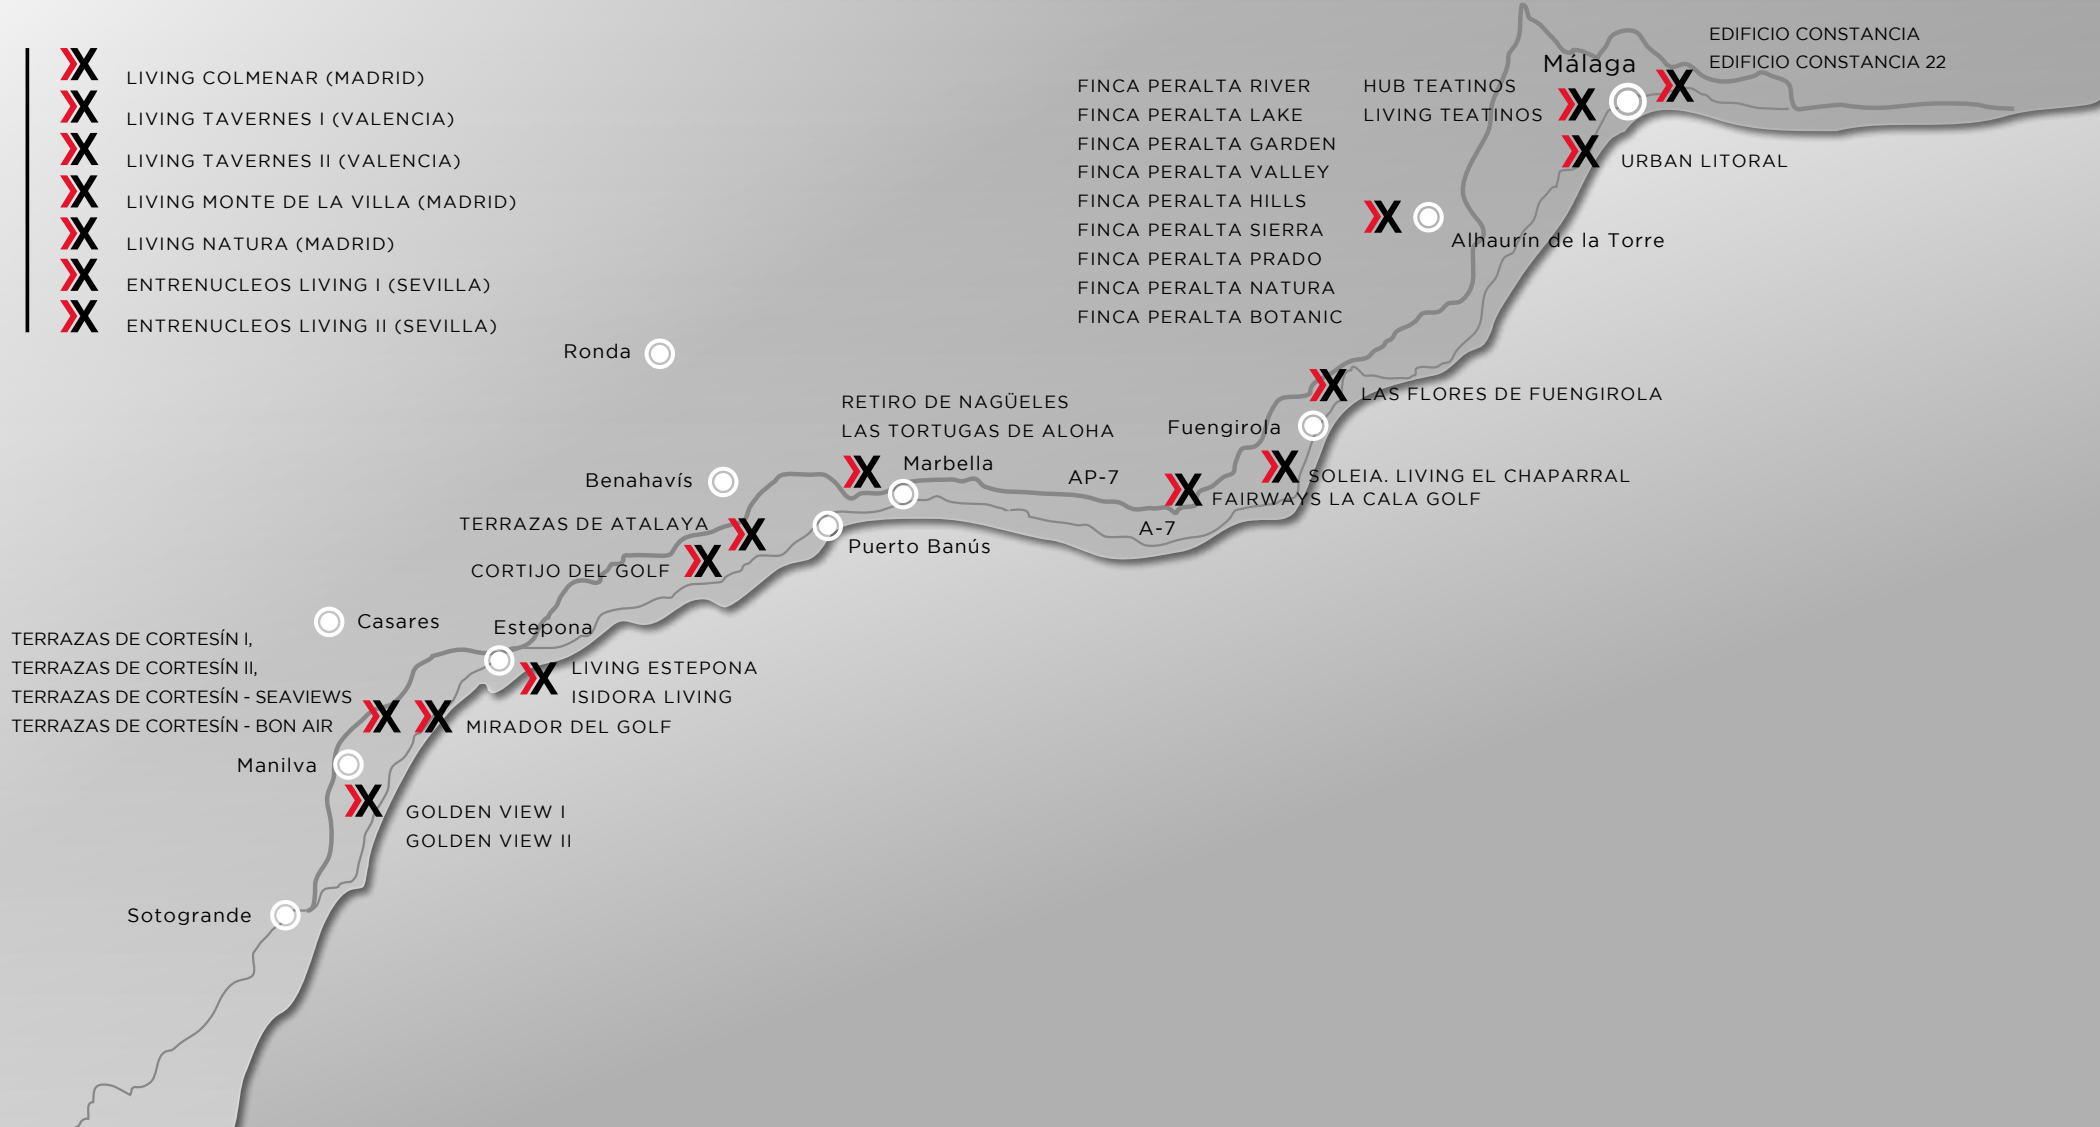 LIVING COLMENAR (MADRID)
LIVING TAVERNES I (VALENCIA)
LIVING TAVERNES II (VALENCIA)
LIVING MONTE DE LA VILLA (MADRID)
LIVING NATURA (MADRID)
ENTRENUCLEOS LIVING I (SEVILLA)
ENTRENUCLEOS LIVING II (SEVILLA)
EDIFICIO CONSTANCIA
EDIFICIO CONSTANCIA 22
Málaga
HUB TEATINOS
LIVING TEATINOS
URBAN LITORAL
FINCA PERALTA RIVER
FINCA PERALTA LAKE
FINCA PERALTA GARDEN
FINCA PERALTA VALLEY
FINCA PERALTA HILLS
FINCA PERALTA SIERRA
FINCA PERALTA PRADO
FINCA PERALTA NATURA
FINCA PERALTA BOTANIC
Alhaurín de la Torre
Ronda
LAS FLORES DE FUENGIROLA
Fuengirola
RETIRO DE NAGÜELES
LAS TORTUGAS DE ALOHA
Marbella
AP-7
SOLEIA. LIVING EL CHAPARRAL
FAIRWAYS LA CALA GOLF
A-7
Benahavís
TERRAZAS DE ATALAYA
Puerto Banús
CORTIJO DEL GOLF
Casares
Estepona
TERRAZAS DE CORTESÍN I,
TERRAZAS DE CORTESÍN II,
TERRAZAS DE CORTESÍN - SEAVIEWS
TERRAZAS DE CORTESÍN - BON AIR
LIVING ESTEPONA
ISIDORA LIVING
MIRADOR DEL GOLF
Manilva
GOLDEN VIEW I
GOLDEN VIEW II
Sotogrande